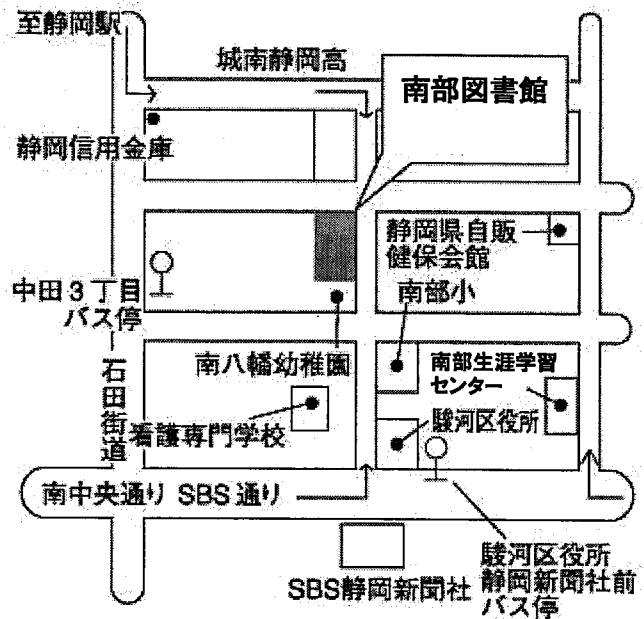 至静岡駅
城南静岡高
南部図書館
静岡信用金庫
静岡県自販
健保会館
中田3丁目
バス停
南部小
南八幡幼稚園
南部生涯学習
センター
石田街道
看護専門学校
駿河区役所
南中央通り SBS通り
駿河区役所
静岡新聞社前
バス停
SBS静岡新聞社